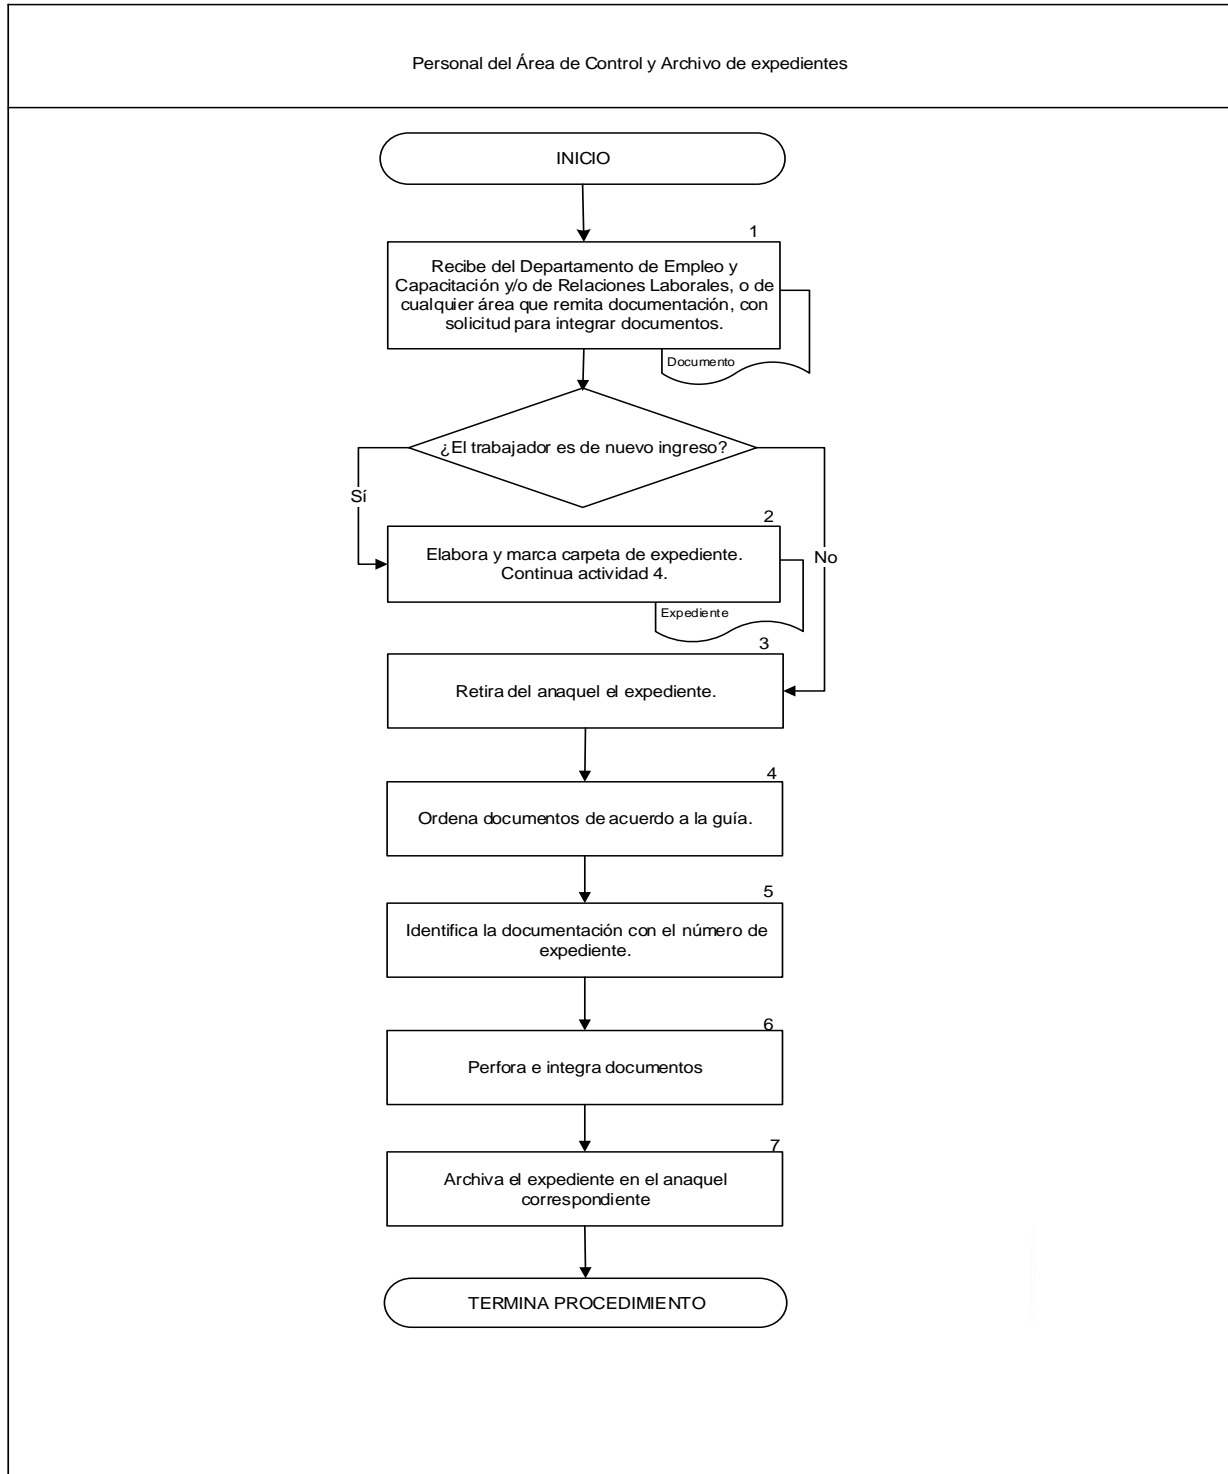 Personal del Área de Control y Archivo de expedientes
INICIO
1
Recibe del Departamento de Empleo y
Capacitación y/o de Relaciones Laborales, o de
cualquier área que remita documentación, con
solicitud para integrar documentos.
Documento
¿El trabajador es de nuevo ingreso?
Sí
No
2
Elabora y marca carpeta de expediente.
Continua actividad 4.
Expediente
3
Retira del anaquel el expediente.
4
Ordena documentos de acuerdo a la guía.
5
Identifica la documentación con el número de
expediente.
6
Perfora e integra documentos
7
Archiva el expediente en el anaquel
correspondiente
TERMINA PROCEDIMIENTO